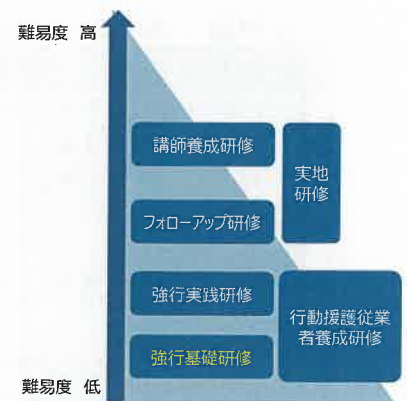 難易度 高
講師養成研修
実地
研修
フォローアップ研修
強行実践研修
行動援護従業
者養成研修
強行基礎研修
難易度 低